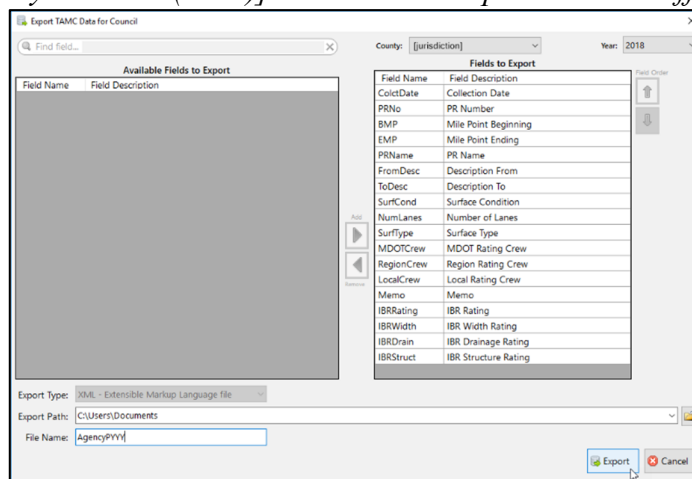 Export TAMC Data for Council
Find field...
County: [jurisdiction]
Year: 2018
Available Fields to Export
Fields to Export
Field Order
Field Name Field Description
Field Name Field Description
ColctDate Collection Date
PRNo PR Number
BMP Mile Point Beginning
EMP Mile Point Ending
PRName PR Name
FromDesc Description From
ToDesc Description To
SurfCond Surface Condition
NumLanes Number of Lanes
SurfType Surface Type
MDOTCrew MDOT Rating Crew
RegionCrew Region Rating Crew
LocalCrew Local Rating Crew
Memo Memo
IBRRating IBR Rating
IBRWidth IBR Width Rating
IBRDrain IBR Drainage Rating
IBRStruct IBR Structure Rating
Add
Remove
Export Type: XML - Extensible Markup Language file
Export Path: C:\Users\Documents
File Name: AgencyPYYY
Export Cancel